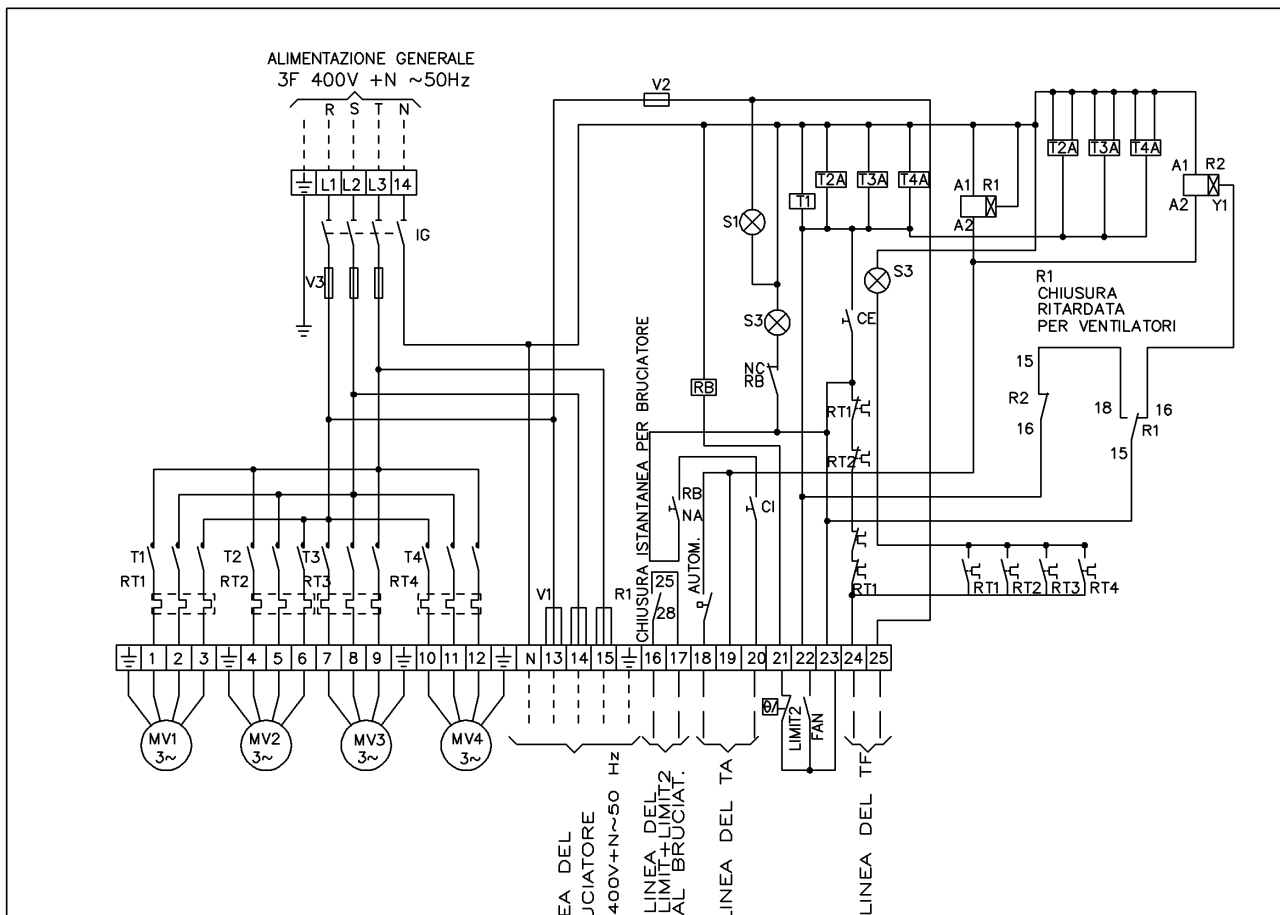 ALIMENTAZIONE GENERALE
3F 400V +N ~50Hz
R S T N
L1 L2 L3 14
IG
V3
V2
S1
S3
NC
RB
RB
T1
T2A T3A T4A
A1 R1
A2
T2A T3A T4A
A1 R2
A2 Y1
S3
CE
R1
CHIUSURA
RITARDATA
PER VENTILATORI
15
R2
16
18 16
R1
15
RT1
RT2
CHIUSURA ISTANTANEA PER BRUCIATORE
RB
NA
CI
AUTOM.
25
28
RT1
RT1 RT2 RT3 RT4
T1 T2 T3 T4
RT1 RT2 RT3 RT4
V1 R1
1 2 3 4 5 6 7 8 9 10 11 12 N 13 14 15 16 17 18 19 20 21 22 23 24 25
MV1
3~
MV2
3~
MV3
3~
MV4
3~
θ/
LIMIT2
FAN
EA DEL
UCIATORE
400V+N~50 Hz
LINEA DEL
LIMIT+LIMIT2
AL BRUCIAT.
LINEA DEL TA
LINEA DEL TF